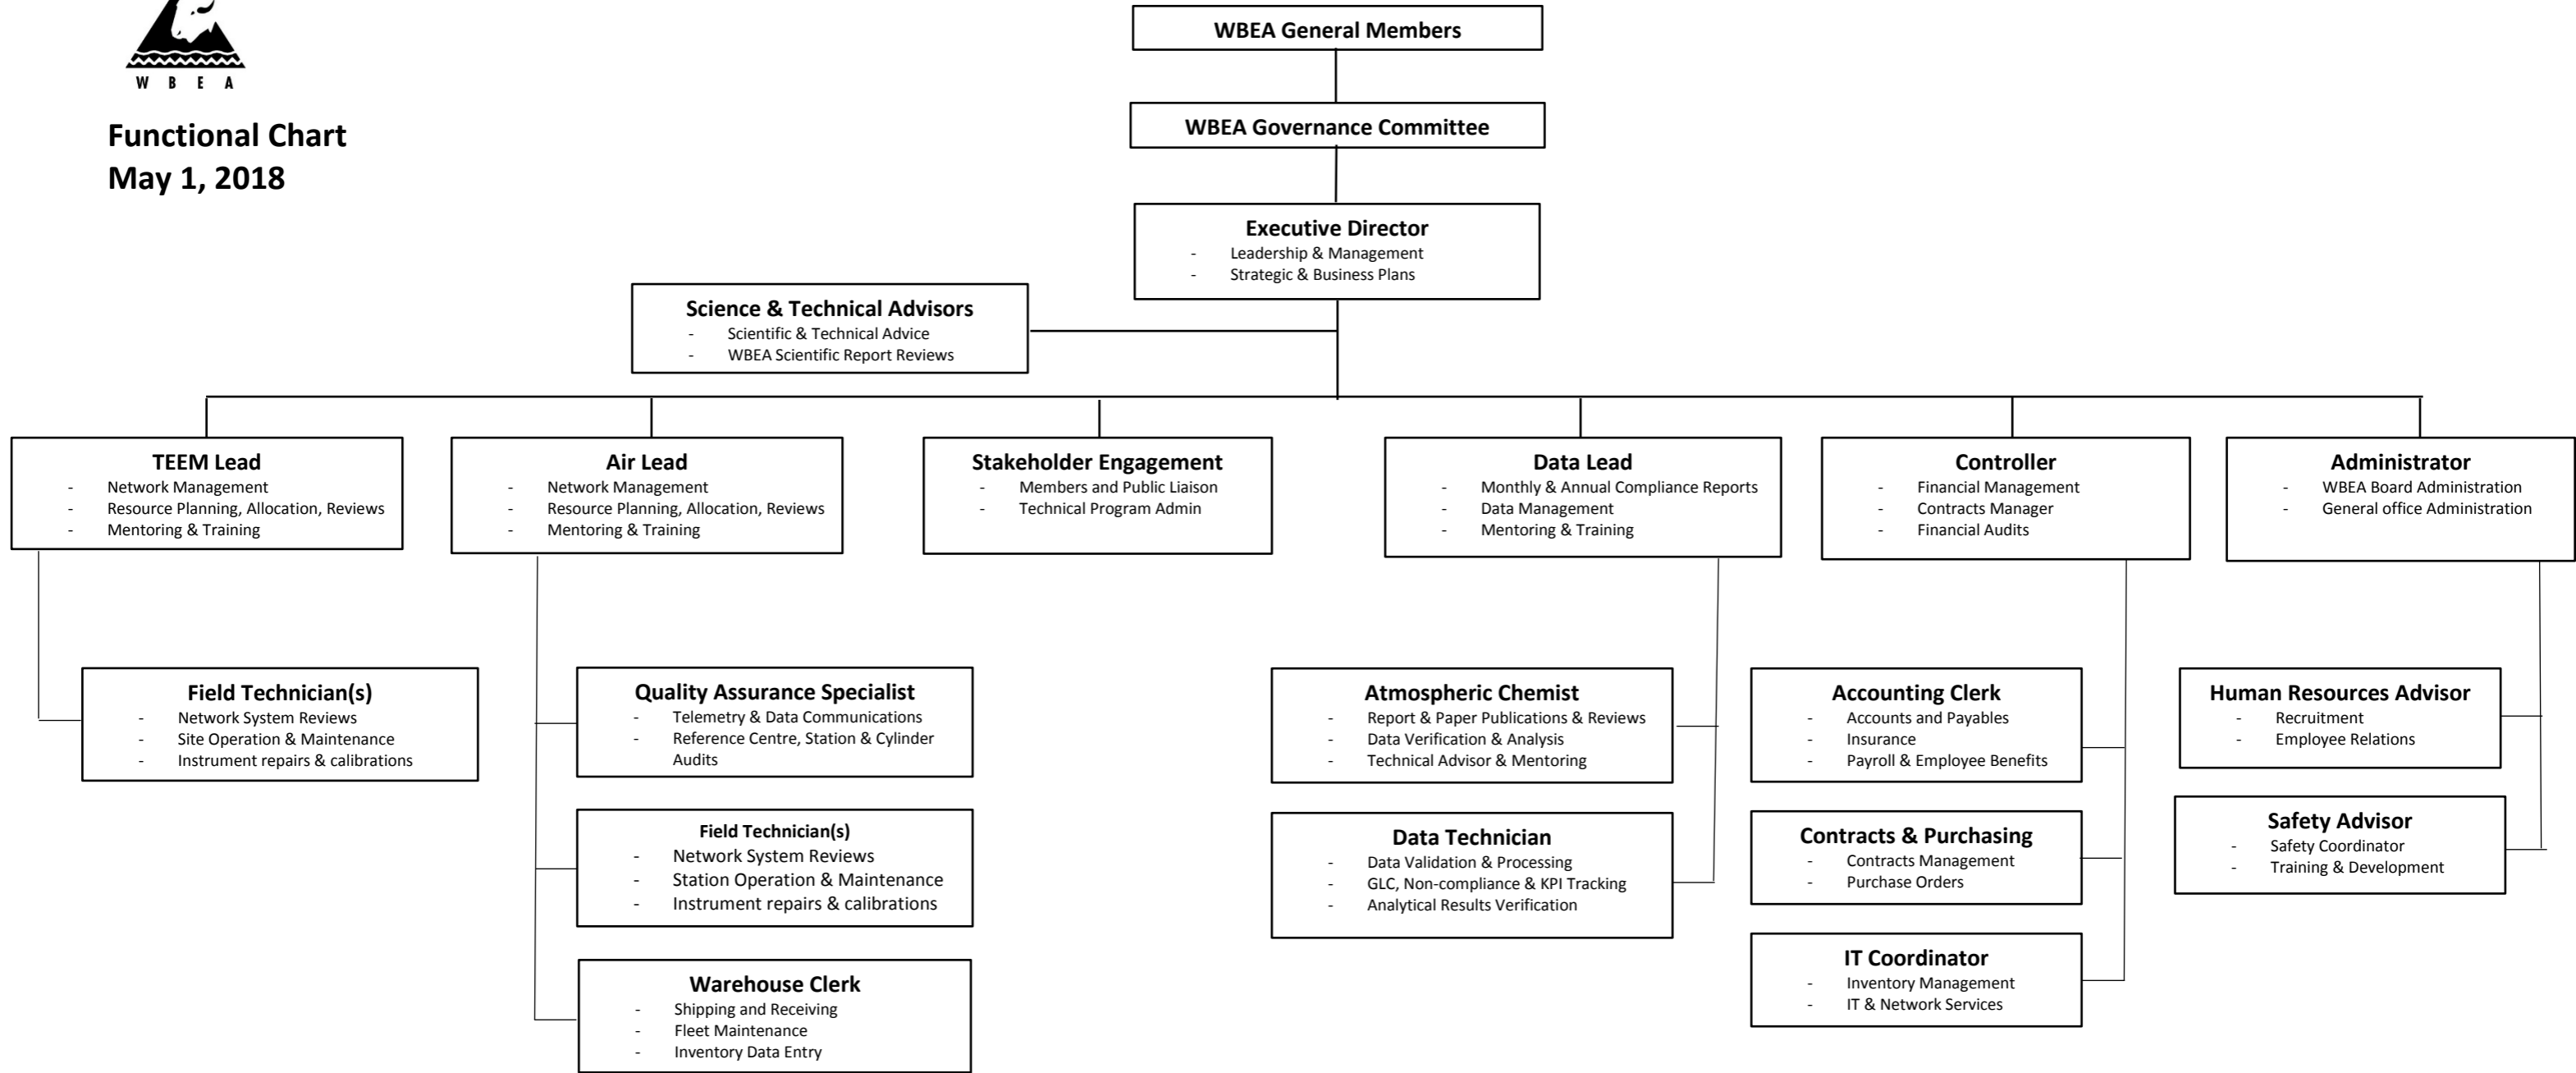 W B E A
Functional Chart
May 1, 2018
WBEA General Members
WBEA Governance Committee
Executive Director
- Leadership & Management
- Strategic & Business Plans
Science & Technical Advisors
- Scientific & Technical Advice
- WBEA Scientific Report Reviews
TEEM Lead
- Network Management
- Resource Planning, Allocation, Reviews
- Mentoring & Training
Air Lead
- Network Management
- Resource Planning, Allocation, Reviews
- Mentoring & Training
Stakeholder Engagement
- Members and Public Liaison
- Technical Program Admin
Data Lead
- Monthly & Annual Compliance Reports
- Data Management
- Mentoring & Training
Controller
- Financial Management
- Contracts Manager
- Financial Audits
Administrator
- WBEA Board Administration
- General office Administration
Field Technician(s)
- Network System Reviews
- Site Operation & Maintenance
- Instrument repairs & calibrations
Quality Assurance Specialist
- Telemetry & Data Communications
- Reference Centre, Station & Cylinder
Audits
Field Technician(s)
- Network System Reviews
- Station Operation & Maintenance
- Instrument repairs & calibrations
Warehouse Clerk
- Shipping and Receiving
- Fleet Maintenance
- Inventory Data Entry
Atmospheric Chemist
- Report & Paper Publications & Reviews
- Data Verification & Analysis
- Technical Advisor & Mentoring
Data Technician
- Data Validation & Processing
- GLC, Non-compliance & KPI Tracking
- Analytical Results Verification
Accounting Clerk
- Accounts and Payables
- Insurance
- Payroll & Employee Benefits
Contracts & Purchasing
- Contracts Management
- Purchase Orders
IT Coordinator
- Inventory Management
- IT & Network Services
Human Resources Advisor
- Recruitment
- Employee Relations
Safety Advisor
- Safety Coordinator
- Training & Development